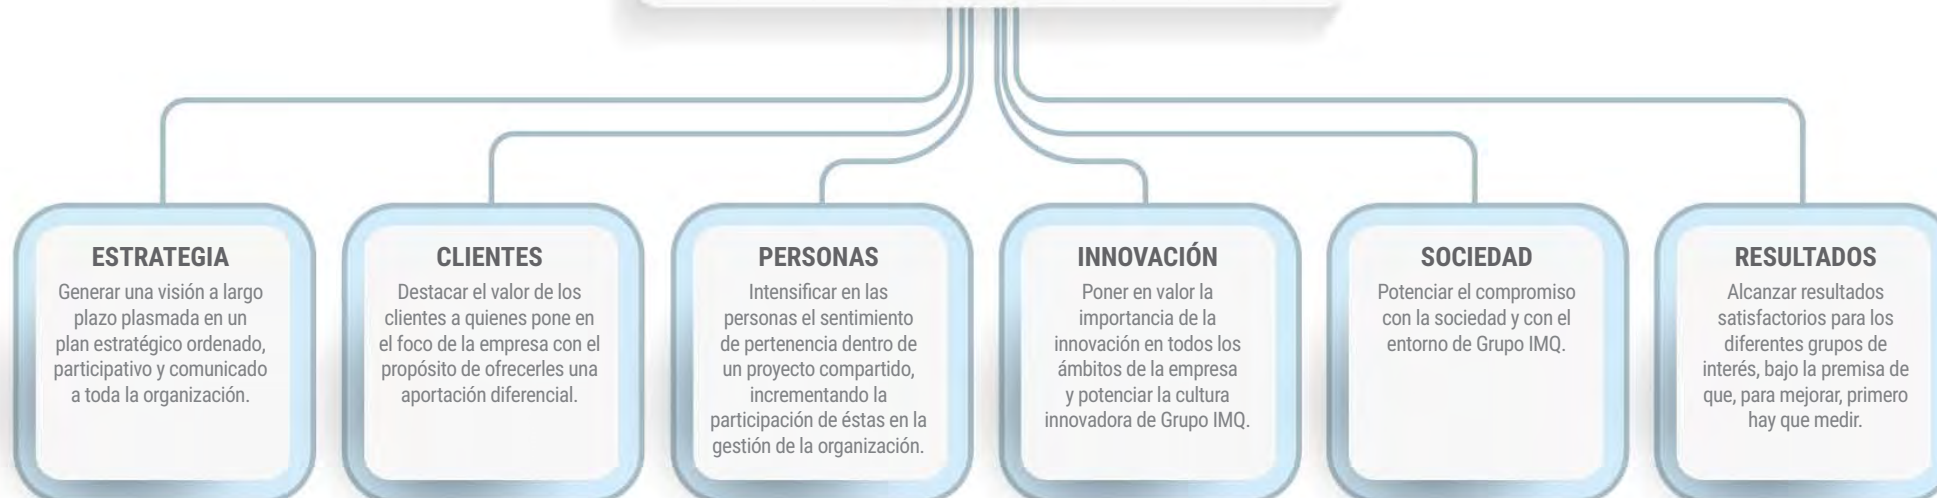 ESTRATEGIA
Generar una visión a largo
plazo plasmada en un
plan estratégico ordenado,
participativo y comunicado
a toda la organización.
CLIENTES
Destacar el valor de los
clientes a quienes pone en
el foco de la empresa con el
propósito de ofrecerles una
aportación diferencial.
PERSONAS
Intensificar en las
personas el sentimiento
de pertenencia dentro de
un proyecto compartido,
incrementando la
participación de éstas en la
gestión de la organización.
INNOVACIÓN
Poner en valor la
importancia de la
innovación en todos los
ámbitos de la empresa
y potenciar la cultura
innovadora de Grupo IMQ.
SOCIEDAD
Potenciar el compromiso
con la sociedad y con el
entorno de Grupo IMQ.
RESULTADOS
Alcanzar resultados
satisfactorios para los
diferentes grupos de
interés, bajo la premisa de
que, para mejorar, primero
hay que medir.